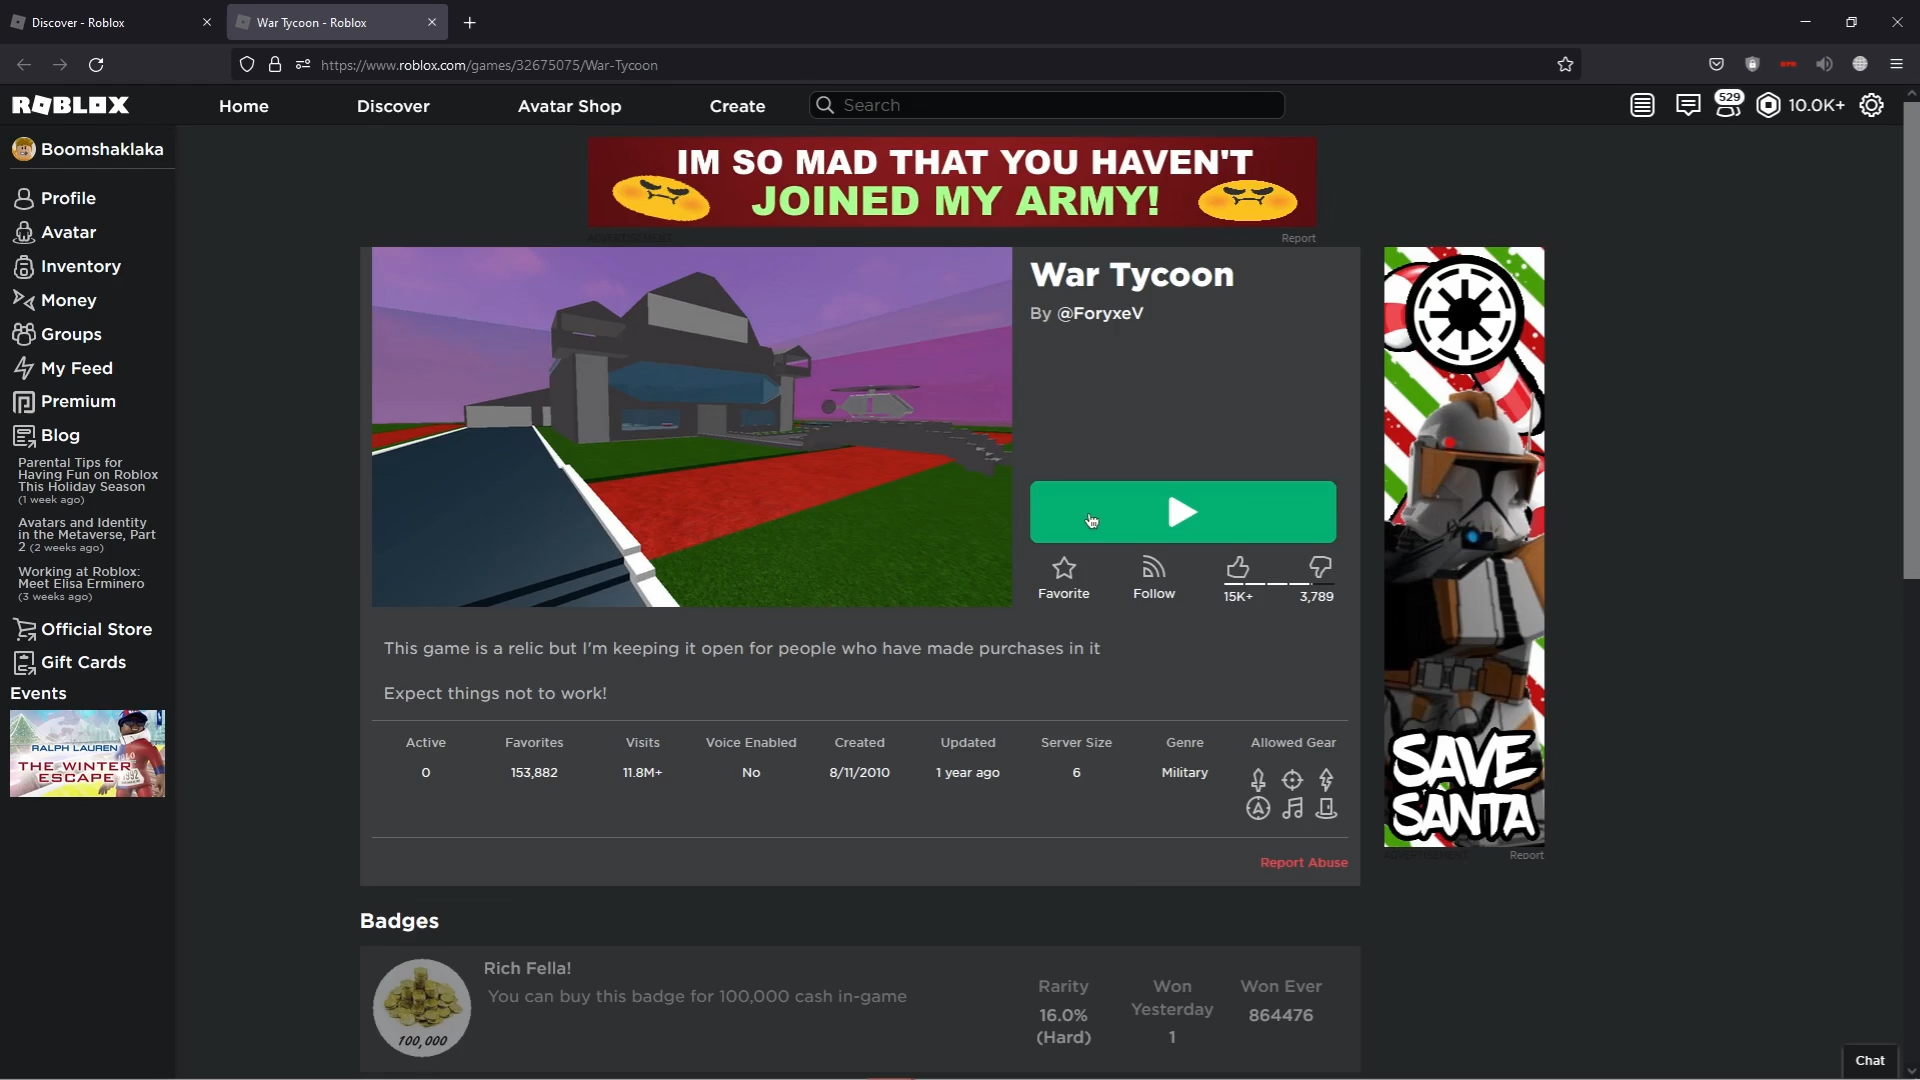 Discover - Roblox
War Tycoon - Roblox
https://www.roblox.com/games/32675075/War-Tycoon
ROBLOX
Home
Discover
Avatar Shop
Create
Search
529
10.0K+
Boomshaklaka
Profile
Avatar
Inventory
Money
Groups
My Feed
Premium
Blog
Parental Tips for
Having Fun on Roblox
This Holiday Season
(1 week ago)
Avatars and Identity
in the Metaverse, Part
2 (2 weeks ago)
Working at Roblox:
Meet Elisa Erminero
(3 weeks ago)
Official Store
Gift Cards
Events
RALPH LAUREN
THE WINTER
ESCAPE
IM SO MAD THAT YOU HAVEN'T
JOINED MY ARMY!
ADVERTISEMENT
Report
War Tycoon
By @ForyxeV
Favorite
Follow
15K+
3,789
This game is a relic but I'm keeping it open for people who have made purchases in it
Expect things not to work!
Active
Favorites
Visits
Voice Enabled
Created
Updated
Server Size
Genre
Allowed Gear
0
153,882
11.8M+
No
8/11/2010
1 year ago
6
Military
Report Abuse
SAVE
SANTA
ADVERTISEMENT
Report
Badges
100,000
Rich Fella!
You can buy this badge for 100,000 cash in-game
Rarity
16.0%
(Hard)
Won
Yesterday
1
Won Ever
864476
Chat